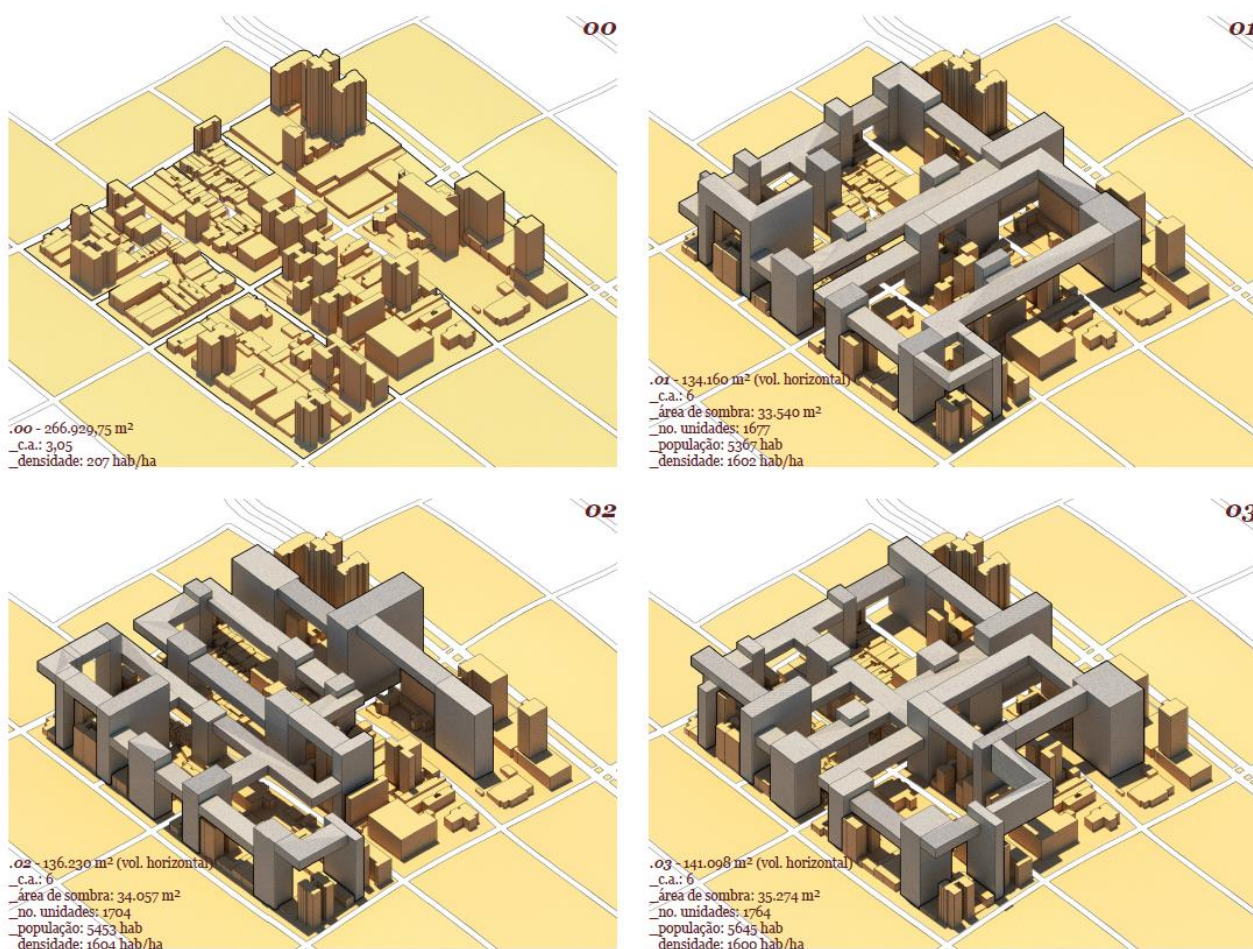 00
.00 - 266.929,75 m²
_c.a.: 3,05
_densidade: 207 hab/ha
01
.01 - 134.160 m² (vol. horizontal)
_c.a.: 6
_área de sombra: 33.540 m²
_no. unidades: 1677
_população: 5367 hab
_densidade: 1602 hab/ha
02
.02 - 136.230 m² (vol. horizontal)
_c.a.: 6
_área de sombra: 34.057 m²
_no. unidades: 1704
_população: 5453 hab
_densidade: 1604 hab/ha
03
.03 - 141.098 m² (vol. horizontal)
_c.a.: 6
_área de sombra: 35.274 m²
_no. unidades: 1764
_população: 5645 hab
_densidade: 1600 hab/ha